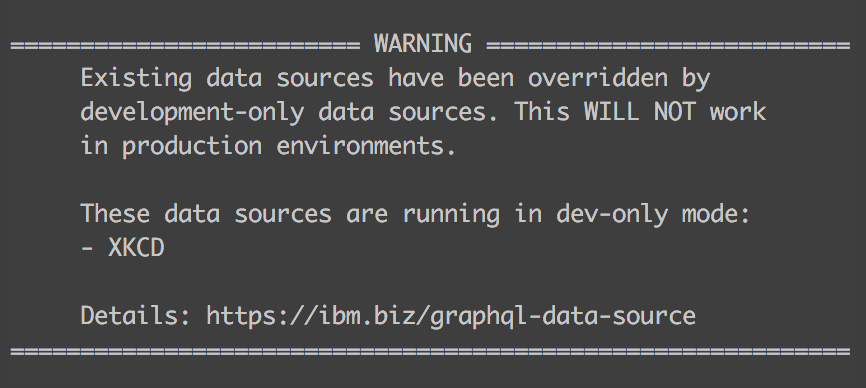 ========================= WARNING ==========================
Existing data sources have been overridden by
development-only data sources. This WILL NOT work
in production environments.
These data sources are running in dev-only mode:
- XKCD
Details: https://ibm.biz/graphql-data-source
============================================================